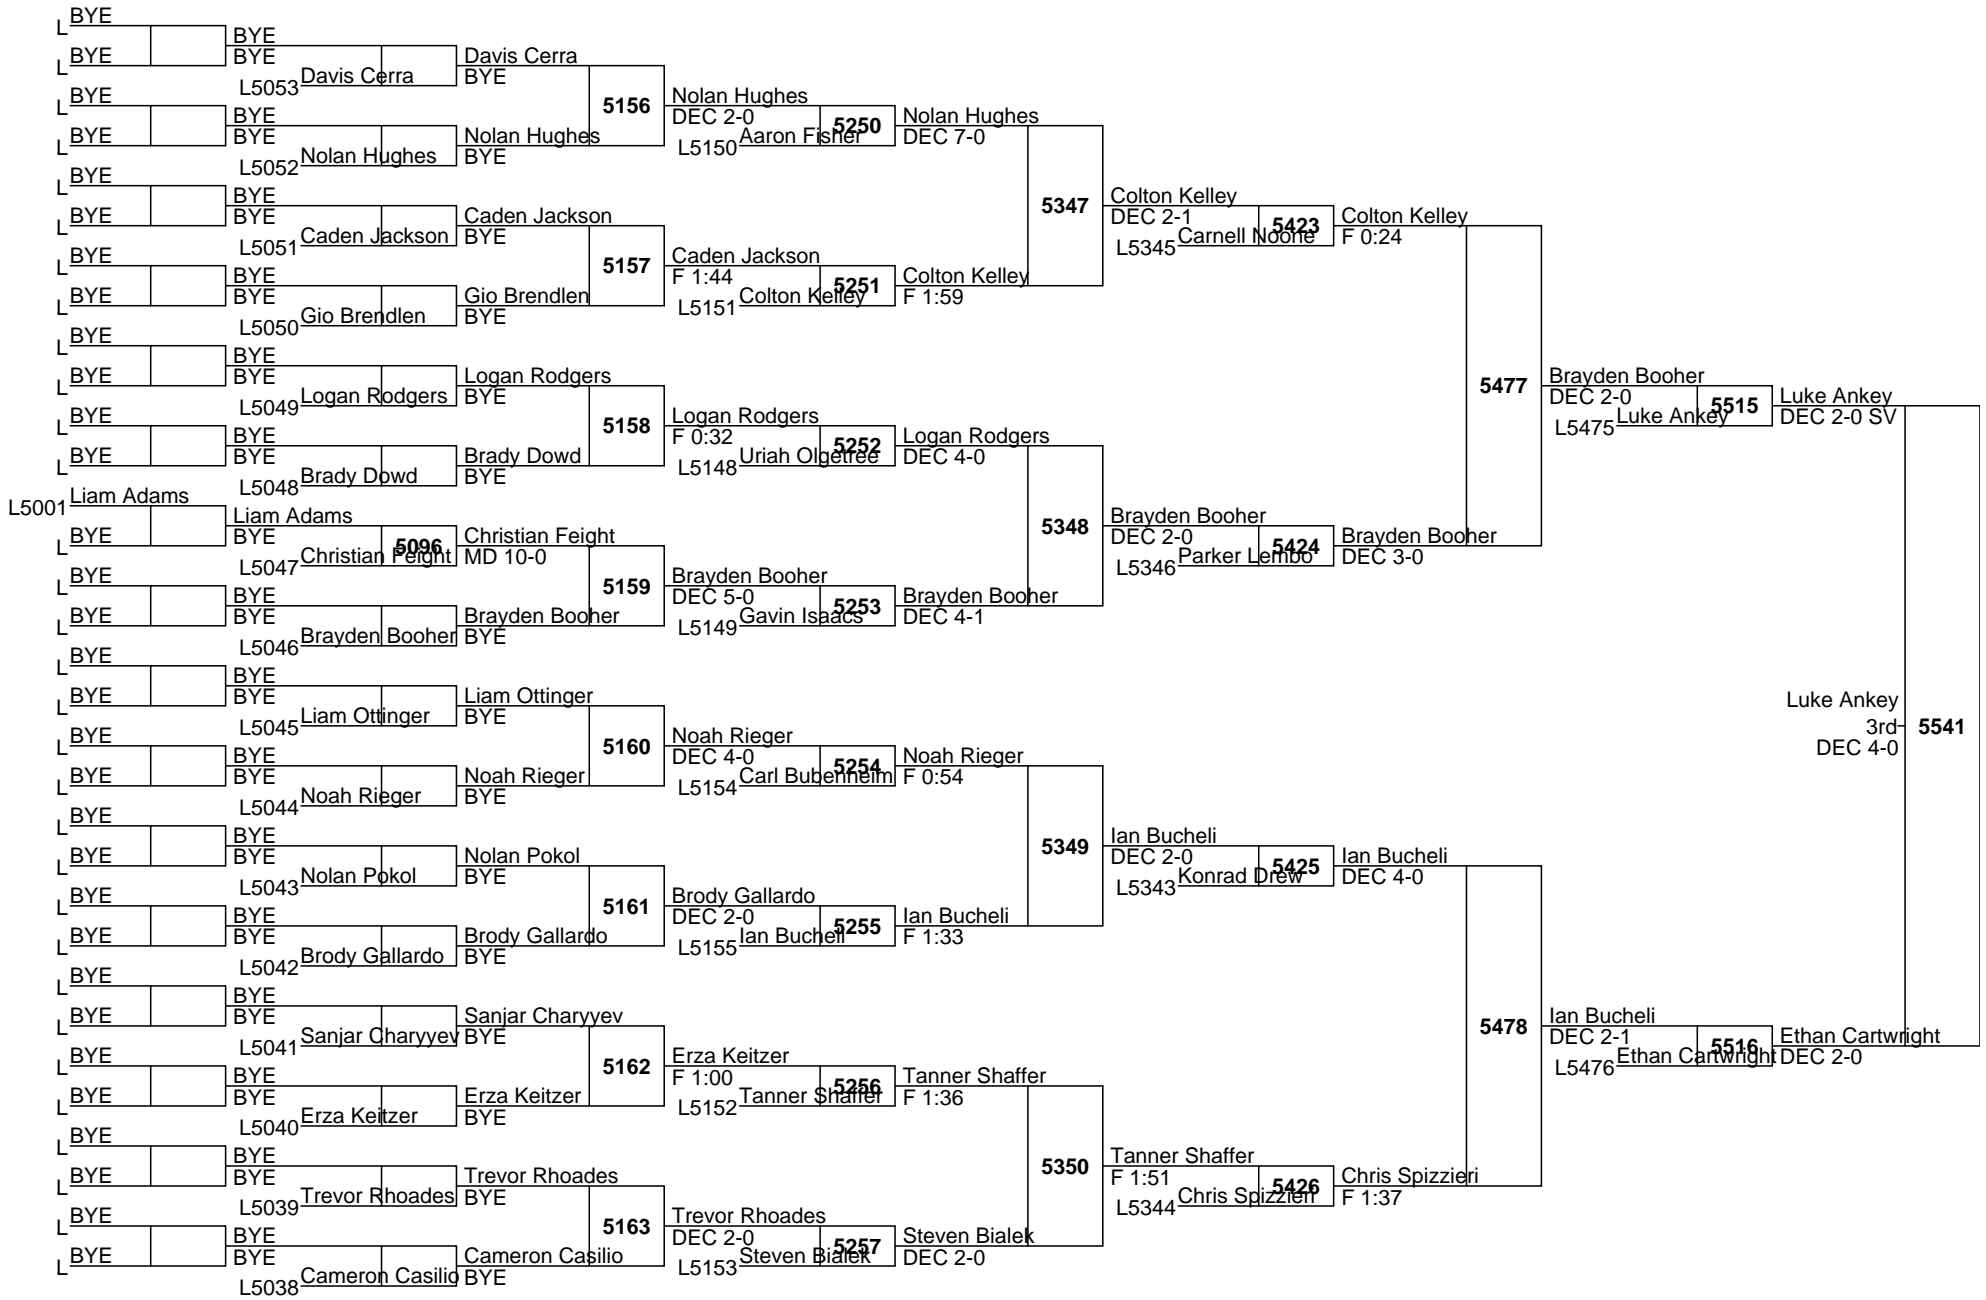 L BYE
L BYE
BYE
BYE
L5053 Davis Cerra
Davis Cerra
BYE
L BYE
L BYE
BYE
BYE
L5052 Nolan Hughes
Nolan Hughes
BYE
5156
Nolan Hughes
DEC 2-0
L5150 Aaron Fisher
5250
Nolan Hughes
DEC 7-0
L BYE
L BYE
BYE
BYE
L5051 Caden Jackson
Caden Jackson
BYE
L BYE
L BYE
BYE
BYE
L5050 Gio Brendlen
Gio Brendlen
BYE
5157
Caden Jackson
F 1:44
L5151 Colton Kelley
5251
Colton Kelley
F 1:59
5347
Colton Kelley
DEC 2-1
L5345 Carnell Noone
5423
Colton Kelley
F 0:24
L BYE
L BYE
BYE
BYE
L5049 Logan Rodgers
Logan Rodgers
BYE
L BYE
L BYE
BYE
BYE
L5048 Brady Dowd
Brady Dowd
BYE
5158
Logan Rodgers
F 0:32
L5148 Uriah Olgetree
5252
Logan Rodgers
DEC 4-0
L5001 Liam Adams
L BYE
Liam Adams
BYE
L5047 Christian Feight
5096
Christian Feight
MD 10-0
L BYE
L BYE
BYE
BYE
L5046 Brayden Booher
Brayden Booher
BYE
5159
Brayden Booher
DEC 5-0
L5149 Gavin Isaacs
5253
Brayden Booher
DEC 4-1
5348
Brayden Booher
DEC 2-0
L5346 Parker Lembo
5424
Brayden Booher
DEC 3-0
5477
Brayden Booher
DEC 2-0
L5475 Luke Ankey
5515
Luke Ankey
DEC 2-0 SV
L BYE
L BYE
BYE
BYE
L5045 Liam Ottinger
Liam Ottinger
BYE
L BYE
L BYE
BYE
BYE
L5044 Noah Rieger
Noah Rieger
BYE
5160
Noah Rieger
DEC 4-0
L5154 Carl Bubenheim
5254
Noah Rieger
F 0:54
L BYE
L BYE
BYE
BYE
L5043 Nolan Pokol
Nolan Pokol
BYE
L BYE
L BYE
BYE
BYE
L5042 Brody Gallardo
Brody Gallardo
BYE
5161
Brody Gallardo
DEC 2-0
L5155 Ian Bucheli
5255
Ian Bucheli
F 1:33
5349
Ian Bucheli
DEC 2-0
L5343 Konrad Drew
5425
Ian Bucheli
DEC 4-0
L BYE
L BYE
BYE
BYE
L5041 Sanjar Charyyev
Sanjar Charyyev
BYE
L BYE
L BYE
BYE
BYE
L5040 Erza Keitzer
Erza Keitzer
BYE
5162
Erza Keitzer
F 1:00
L5152 Tanner Shaffer
5256
Tanner Shaffer
F 1:36
L BYE
L BYE
BYE
BYE
L5039 Trevor Rhoades
Trevor Rhoades
BYE
L BYE
L BYE
BYE
BYE
L5038 Cameron Casilio
Cameron Casilio
BYE
5163
Trevor Rhoades
DEC 2-0
L5153 Steven Bialek
5257
Steven Bialek
DEC 2-0
5350
Tanner Shaffer
F 1:51
L5344 Chris Spizzieri
5426
Chris Spizzieri
F 1:37
5478
Ian Bucheli
DEC 2-1
L5476 Ethan Cartwright
5516
Ethan Cartwright
DEC 2-0
Luke Ankey
3rd
DEC 4-0
5541